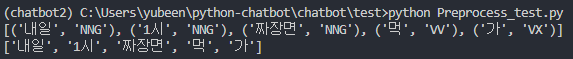 (chatbot2) C:\Users\yubeen\python-chatbot\chatbot\test>python Preprocess_test.py
[('내일', 'NNG'), ('1시', 'NNG'), ('짜장면', 'NNG'), ('먹', 'VV'), ('가', 'VX')]
['내일', '1시', '짜장면', '먹', '가']